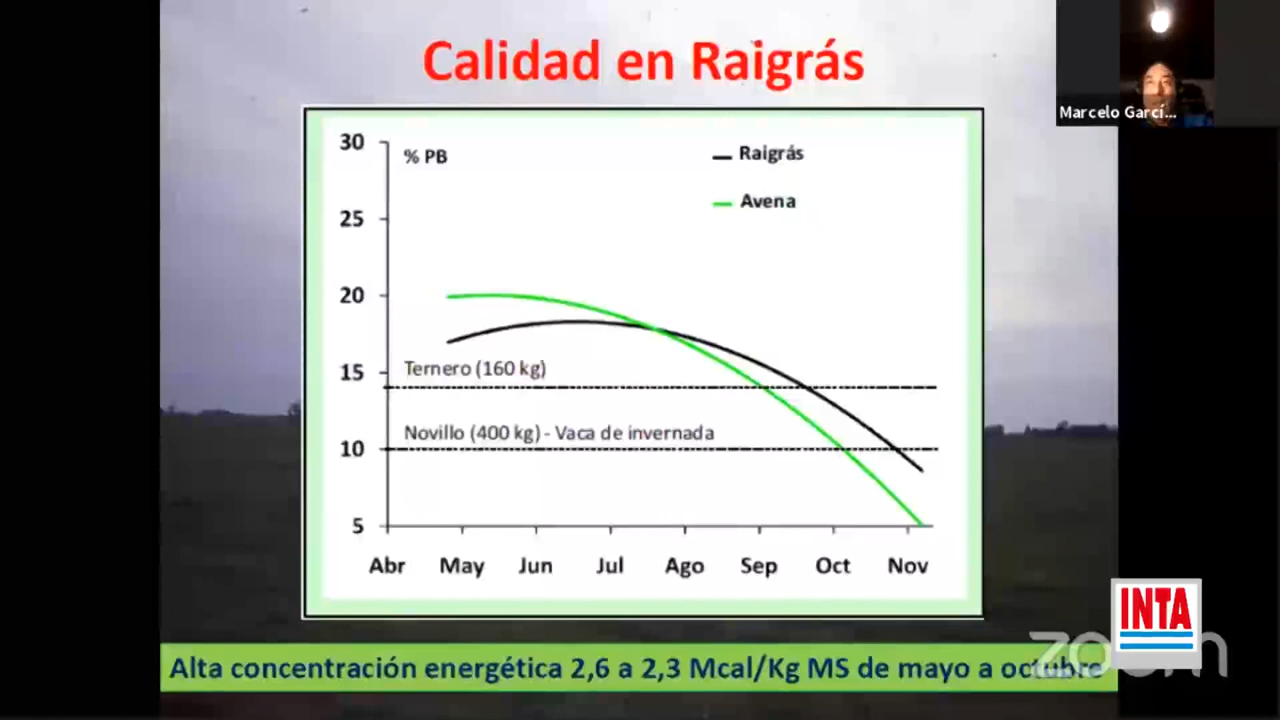 Calidad en Raigrás
Marcelo Garcí...
30
% PB
Raigrás
Avena
25
20
15
Ternero (160 kg)
Novillo (400 kg) - Vaca de invernada
10
5
Abr May Jun Jul Ago Sep Oct Nov
INTA
zoom
Alta concentración energética 2,6 a 2,3 Mcal/Kg MS de mayo a octubre